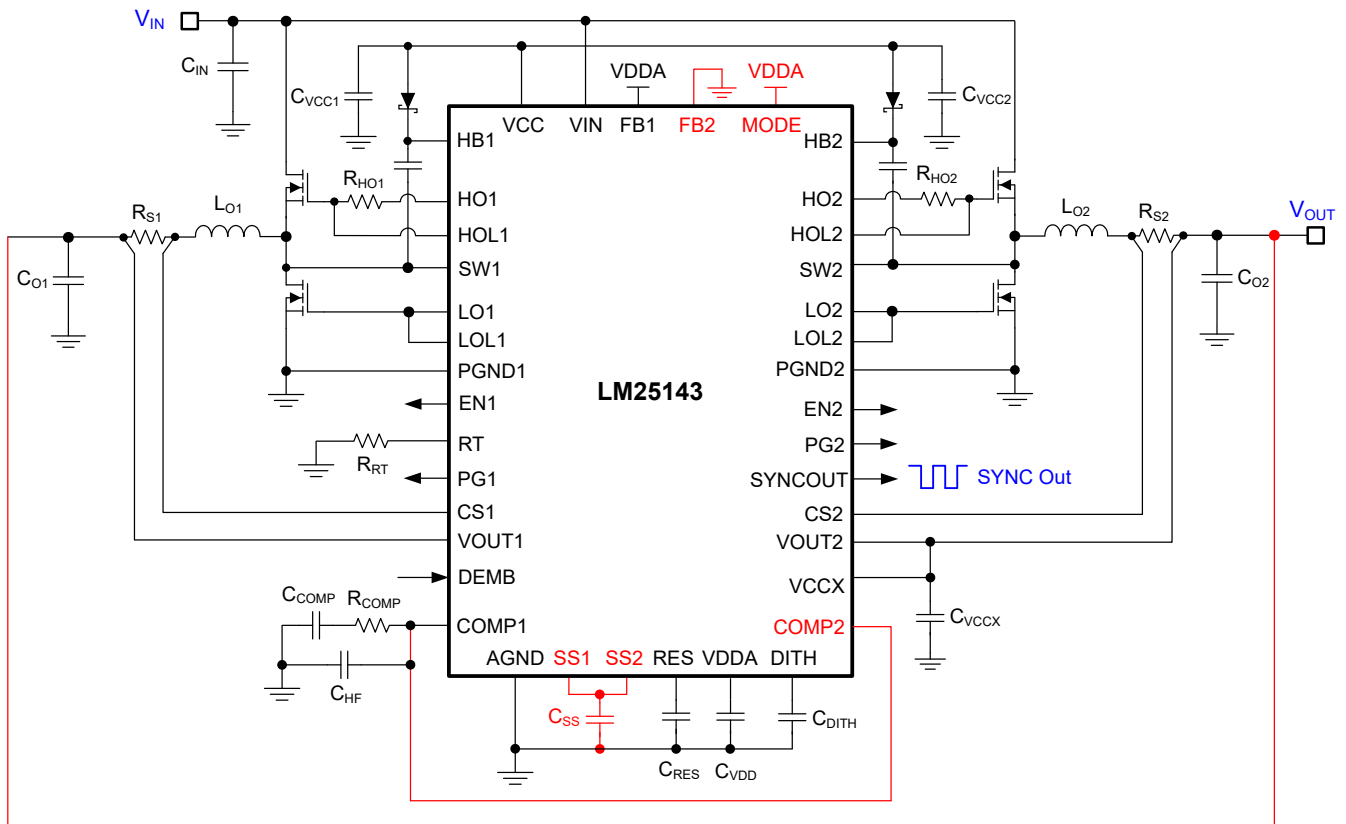 VIN
CIN
CVCC1
VDDA
VDDA
CVCC2
VCC
VIN
FB1
FB2
MODE
HB1
HB2
RHO1
HO1
HO2
RHO2
RS1
LO1
HOL1
HOL2
LO2
RS2
VOUT
SW1
SW2
CO1
CO2
LO1
LO2
LOL1
LOL2
PGND1
PGND2
LM25143
EN1
EN2
RT
PG2
RRT
PG1
SYNCOUT
SYNC Out
CS1
CS2
VOUT1
VOUT2
DEMB
VCCX
CCOMP
RCOMP
COMP1
COMP2
CVCCX
AGND
SS1
SS2
RES
VDDA
DITH
CHF
CSS
CDITH
CRES
CVDD